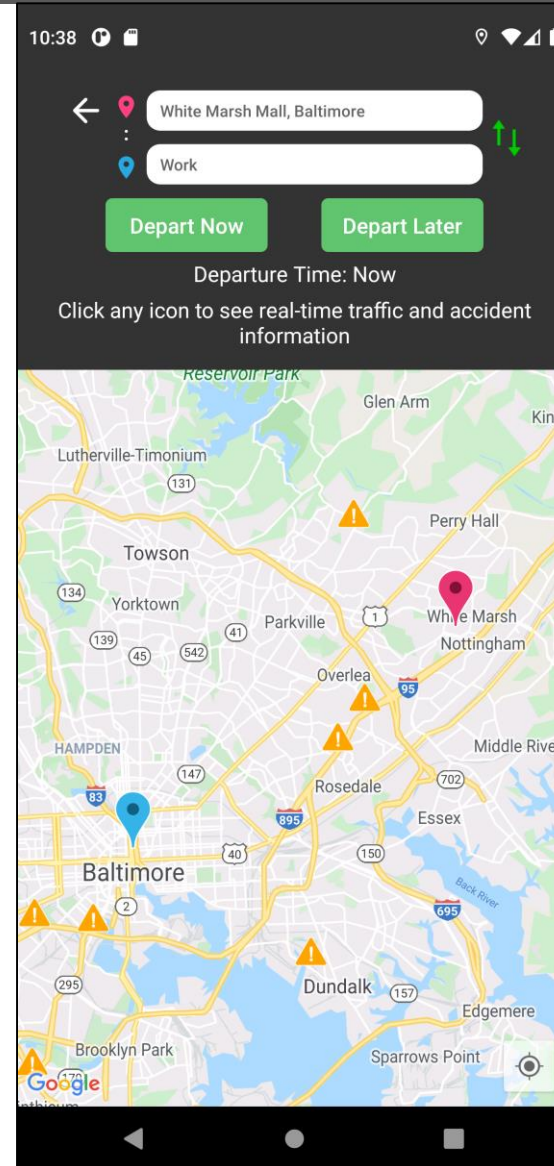 10:38
White Marsh Mall, Baltimore
:
Work
Depart Now
Depart Later
Departure Time: Now
Click any icon to see real-time traffic and accident
information
Reservoir Park
Glen Arm
Kin
Lutherville-Timonium
131
Perry Hall
Towson
134
Yorktown
Parkville
1
White Marsh
139
45
542
41
Nottingham
Overlea
95
HAMPDEN
Middle Rive
147
83
Rosedale
702
895
Essex
40
150
Baltimore
Back River
2
695
295
Dundalk
157
Edgemere
Brooklyn Park
Sparrows Point
Google